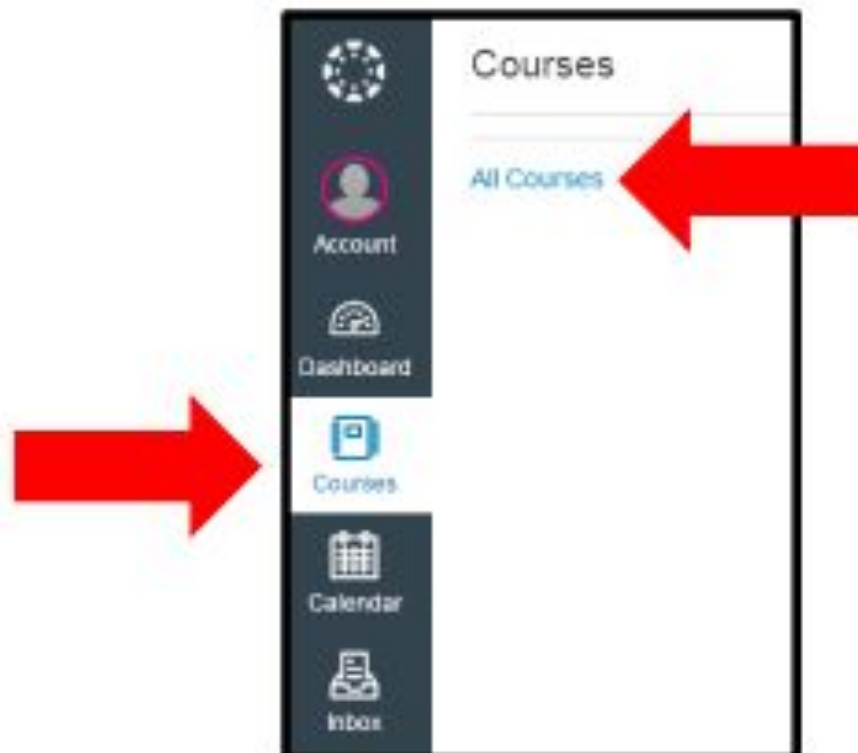 Courses
All Courses
Account
Dashboard
Courses
Calendar
Inbox